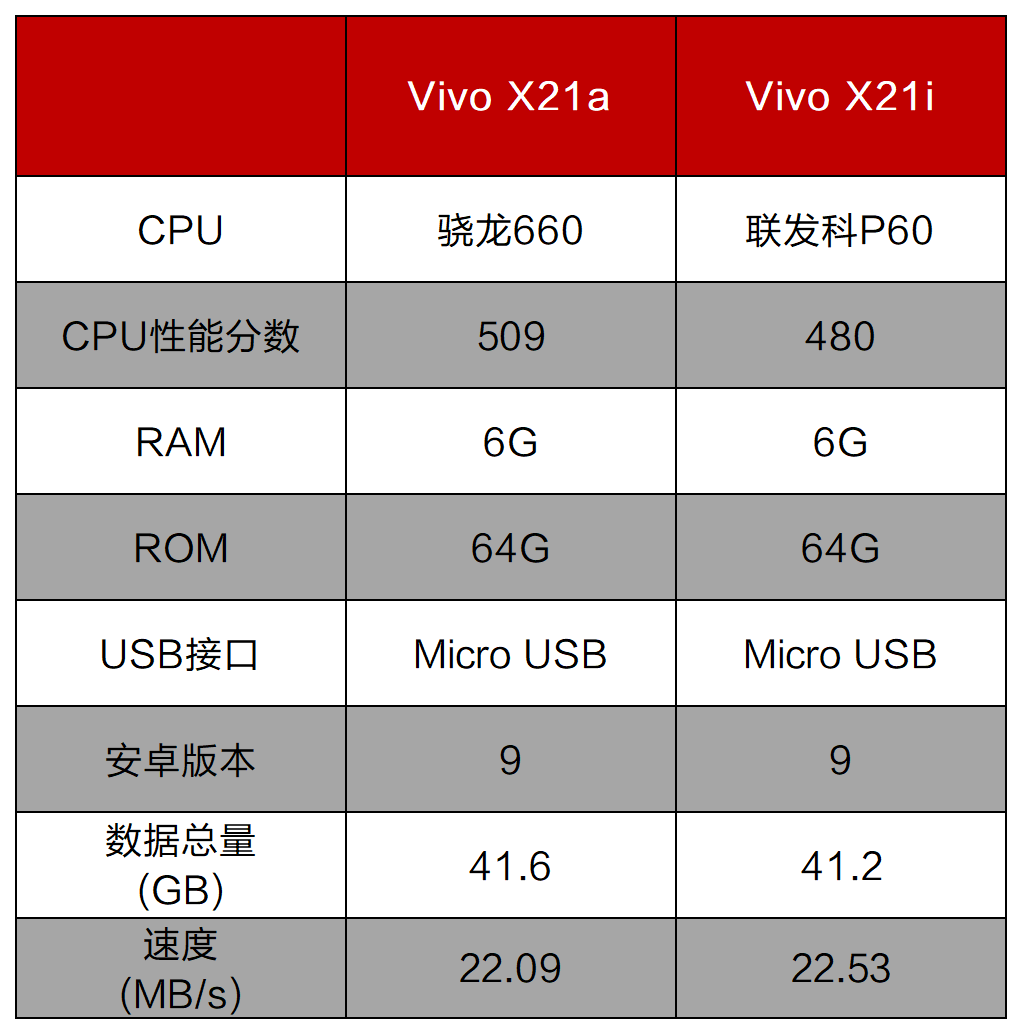 Vivo X21a Vivo X21i
CPU 骁龙660 联发科P60
CPU性能分数 509 480
RAM 6G 6G
ROM 64G 64G
USB接口 Micro USB Micro USB
安卓版本 9 9
数据总量
(GB) 41.6 41.2
速度
(MB/s) 22.09 22.53